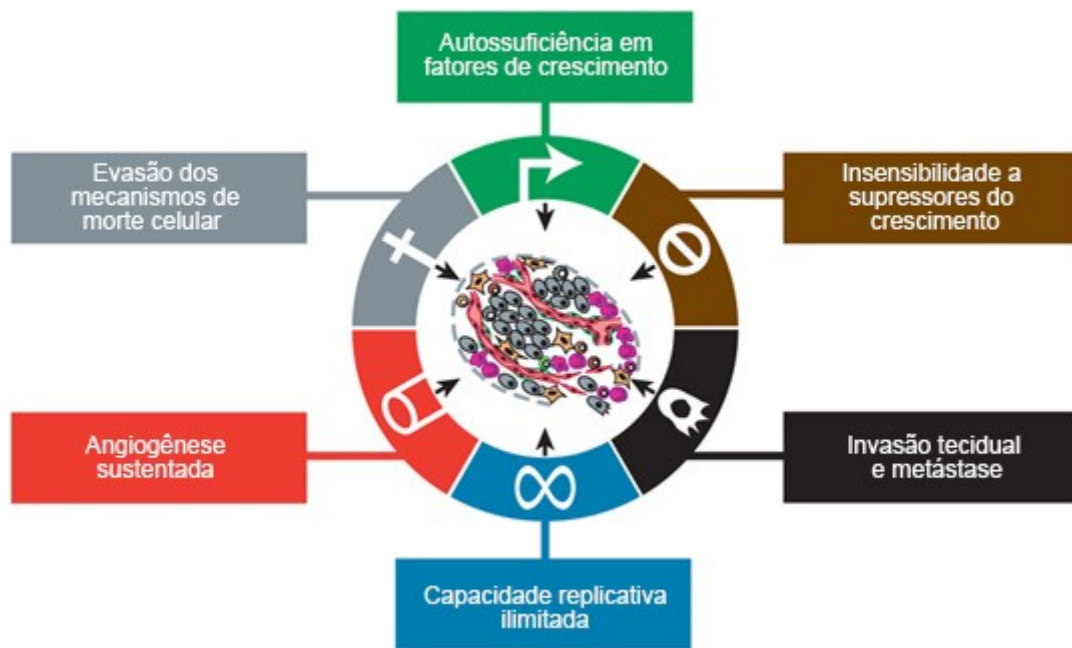 Autossuficiência em
fatores de crescimento
Evasão dos
mecanismos de
morte celular
Insensibilidade a
supressores do
crescimento
Angiogênese
sustentada
Invasão tecidual
e metástase
Capacidade replicativa
ilimitada